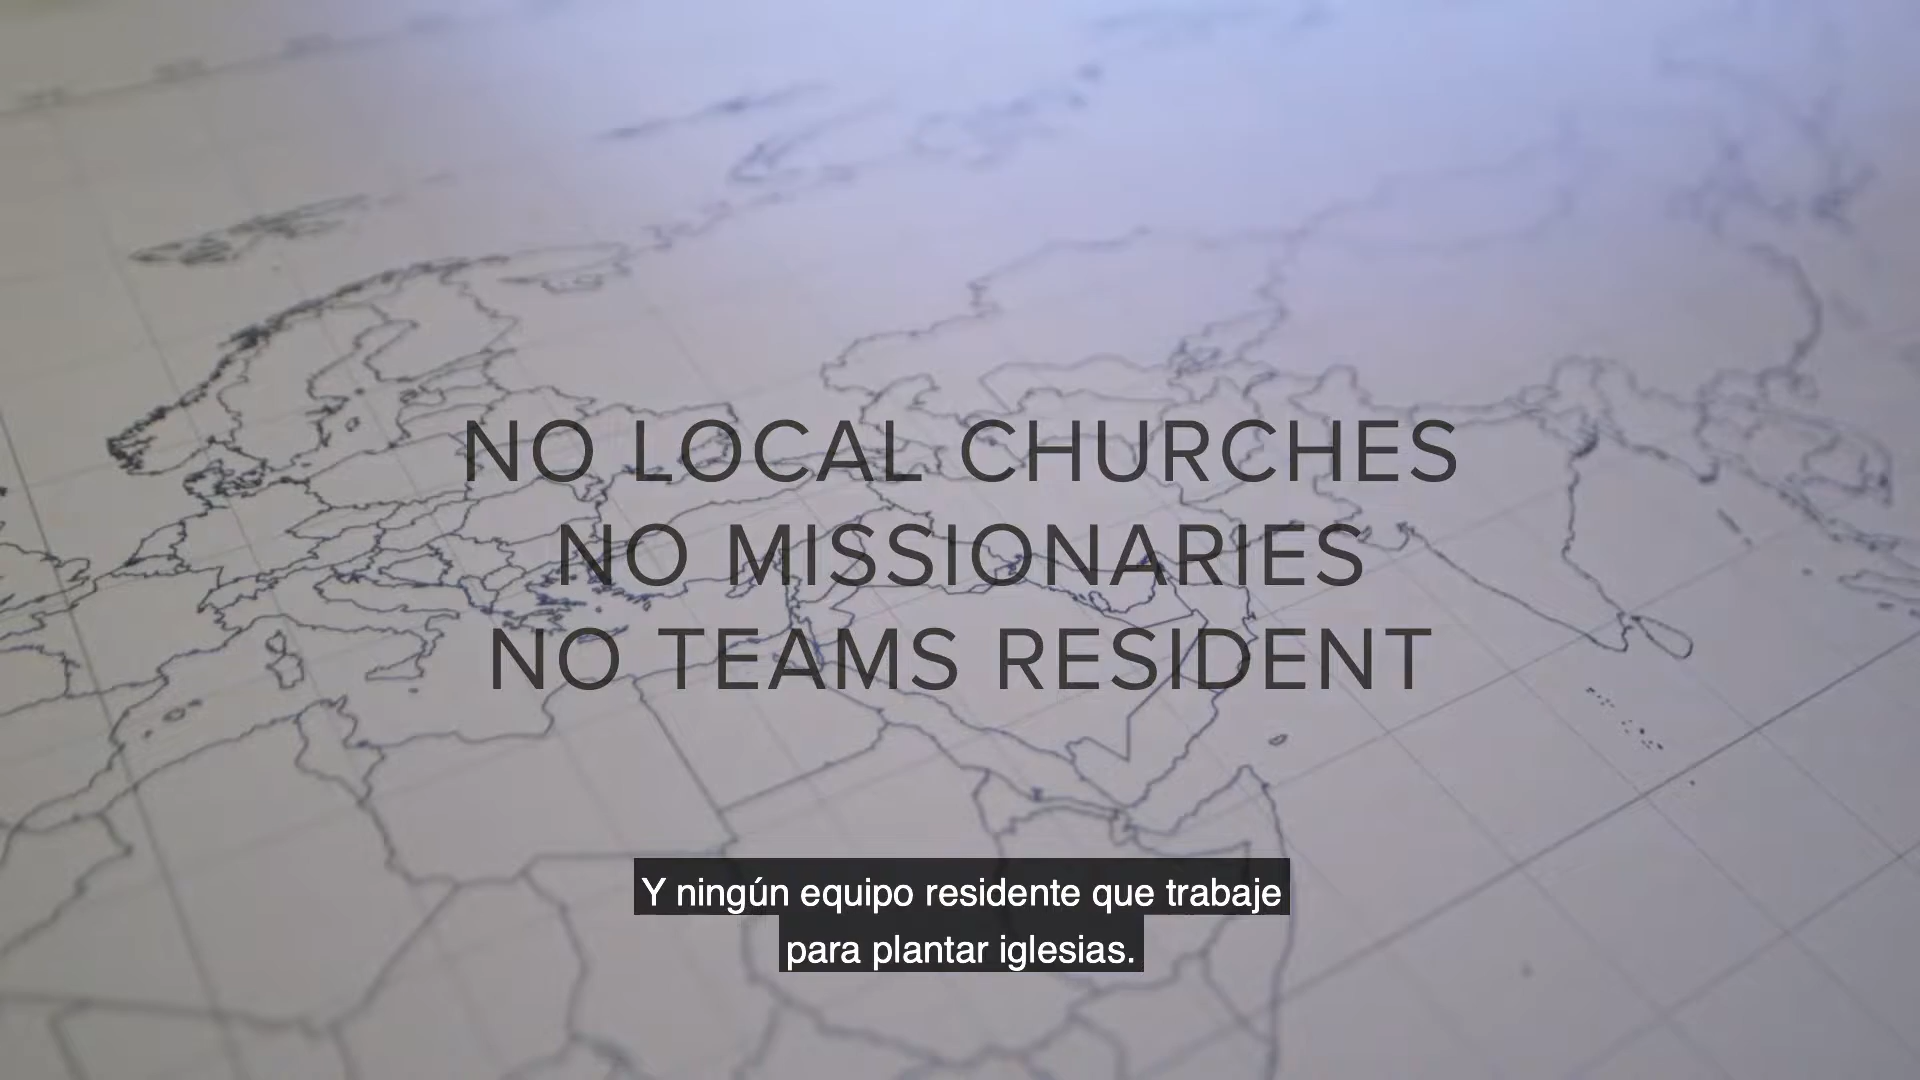 NO LOCAL CHURCHES
NO MISSIONARIES
NO TEAMS RESIDENT
Y ningún equipo residente que trabaje
para plantar iglesias.